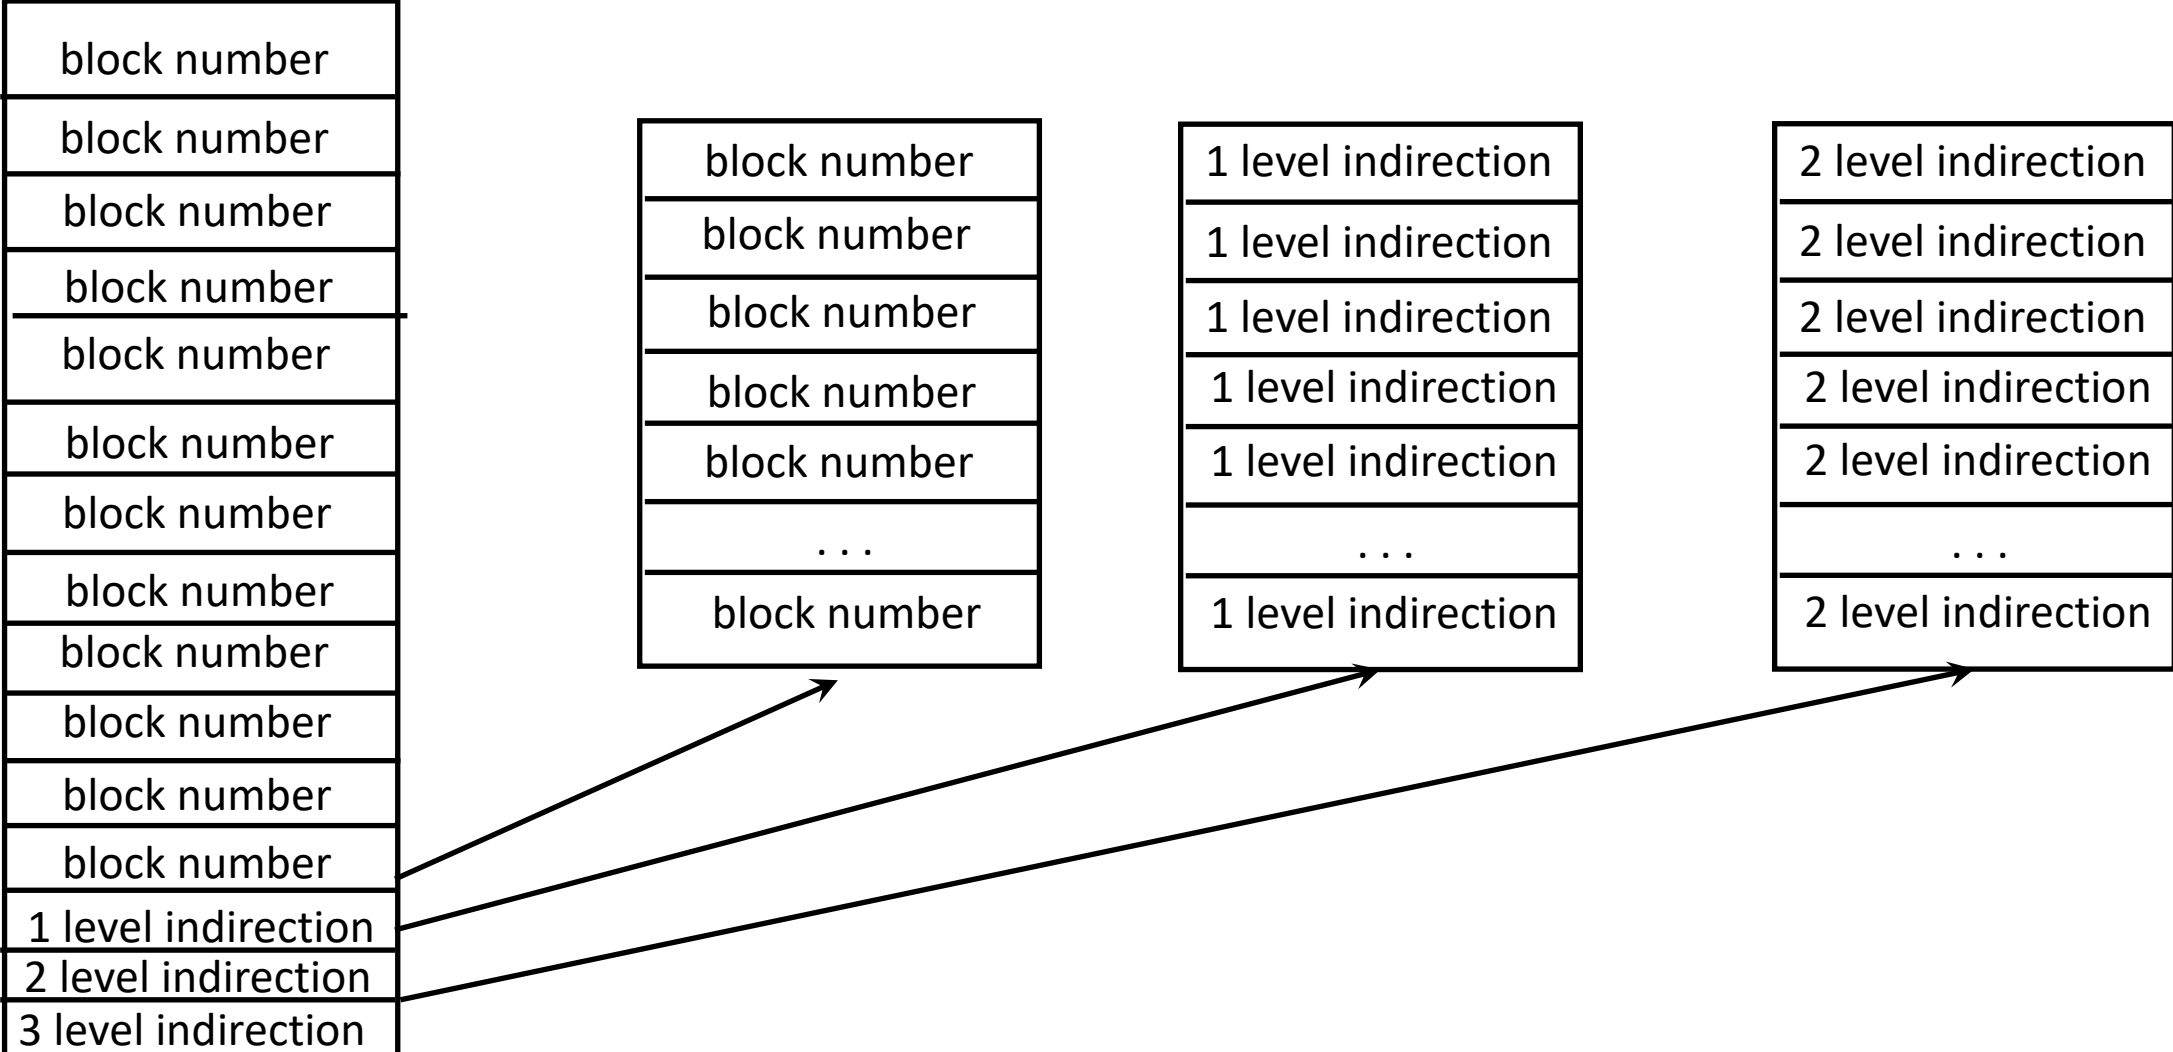 block number
block number
block number
block number
block number
block number
block number
block number
block number
block number
block number
block number
1 level indirection
2 level indirection
3 level indirection
block number
block number
block number
block number
block number
. . .
block number
1 level indirection
1 level indirection
1 level indirection
1 level indirection
1 level indirection
. . .
1 level indirection
2 level indirection
2 level indirection
2 level indirection
2 level indirection
2 level indirection
. . .
2 level indirection